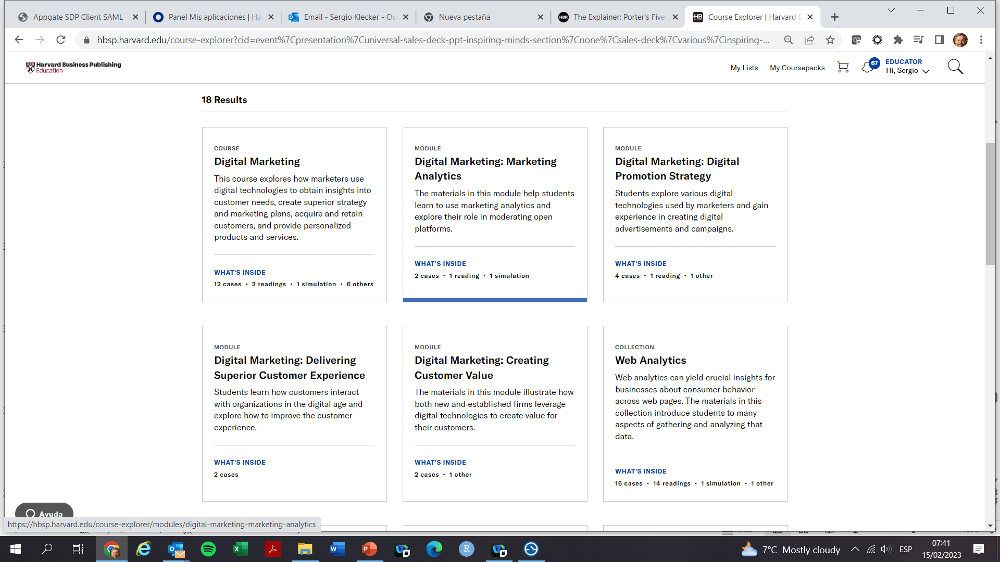 Appgate SDP Client SAML
Panel Mis aplicaciones | Ha
Email - Sergio Klecker - Ou
Nueva pestaña
HBR
The Explainer: Porter's Five
HB
Course Explorer | Harvard B
hbsp.harvard.edu/course-explorer?cid=event%7Cpresentation%7Cuniversal-sales-deck-ppt-inspiring-minds-section%7Cnone%7Csales-deck%7Cvarious%7Cinspiring-...
Harvard Business Publishing
Education
My Lists
My Coursepacks
67
EDUCATOR
Hi, Sergio
18 Results
COURSE
Digital Marketing
This course explores how marketers use
digital technologies to obtain insights into
customer needs, create superior strategy
and marketing plans, acquire and retain
customers, and provide personalized
products and services.
WHAT'S INSIDE
12 cases • 2 readings • 1 simulation • 6 others
MODULE
Digital Marketing: Marketing
Analytics
The materials in this module help students
learn to use marketing analytics and
explore their role in moderating open
platforms.
WHAT'S INSIDE
2 cases • 1 reading • 1 simulation
MODULE
Digital Marketing: Digital
Promotion Strategy
Students explore various digital
technologies used by marketers and gain
experience in creating digital
advertisements and campaigns.
WHAT'S INSIDE
4 cases • 1 reading • 1 other
MODULE
Digital Marketing: Delivering
Superior Customer Experience
Students learn how customers interact
with organizations in the digital age and
explore how to improve the customer
experience.
WHAT'S INSIDE
2 cases
MODULE
Digital Marketing: Creating
Customer Value
The materials in this module illustrate how
both new and established firms leverage
digital technologies to create value for
their customers.
WHAT'S INSIDE
2 cases • 1 other
COLLECTION
Web Analytics
Web analytics can yield crucial insights for
businesses about consumer behavior
across web pages. The materials in this
collection introduce students to many
aspects of gathering and analyzing that
data.
WHAT'S INSIDE
16 cases • 14 readings • 1 simulation • 1 other
Ayuda
https://hbsp.harvard.edu/course-explorer/modules/digital-marketing-marketing-analytics
7°C Mostly cloudy
ESP
07:41
15/02/2023